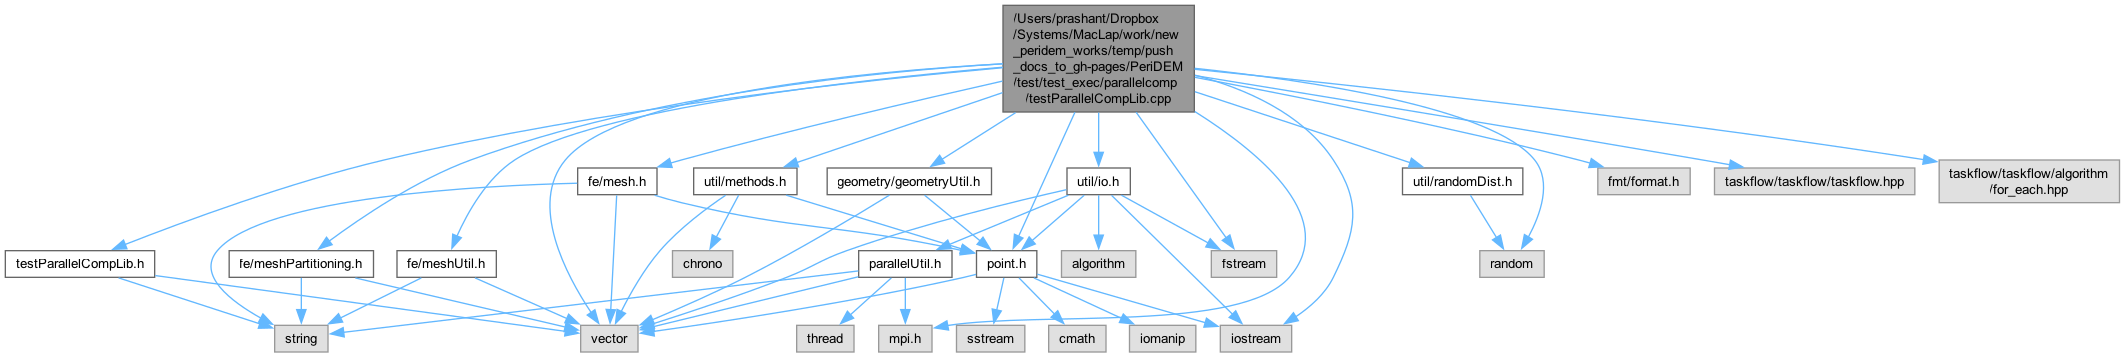 /Users/prashant/Dropbox
/Systems/MacLap/work/new
_peridem_works/temp/push
_docs_to_gh-pages/PeriDEM
/test/test_exec/parallelcomp
/testParallelCompLib.cpp
fe/mesh.h
util/methods.h
geometry/geometryUtil.h
util/io.h
util/randomDist.h
fmt/format.h
taskflow/taskflow/taskflow.hpp
taskflow/taskflow/algorithm
/for_each.hpp
testParallelCompLib.h
fe/meshPartitioning.h
fe/meshUtil.h
chrono
parallelUtil.h
point.h
algorithm
fstream
random
string
vector
thread
mpi.h
sstream
cmath
iomanip
iostream